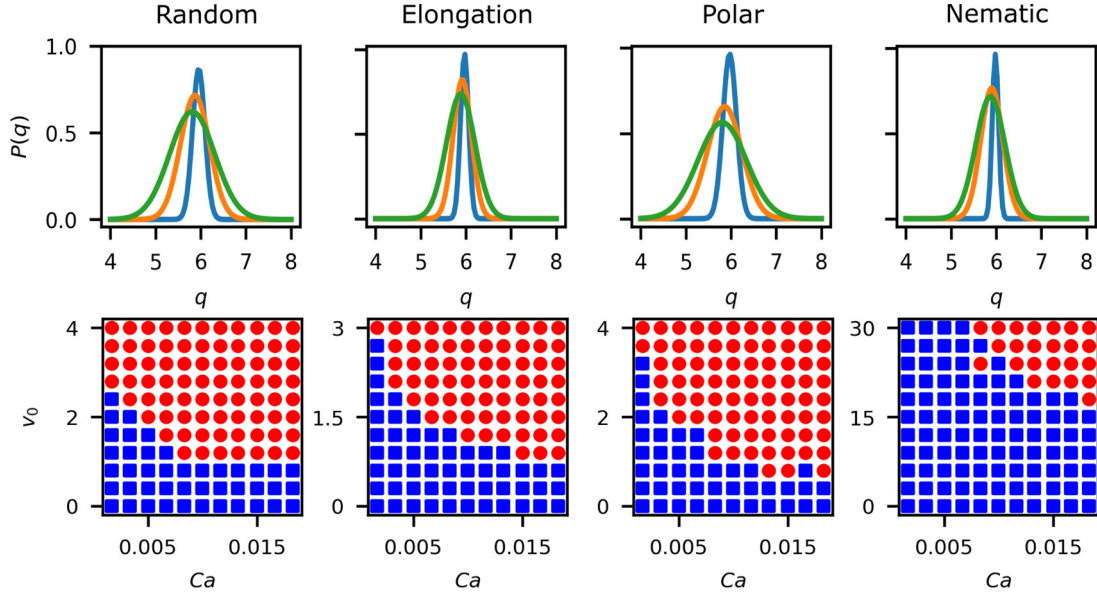 Random Elongation Polar Nematic
1.0
0.5
0.0
P(q)
4 5 6 7 8 4 5 6 7 8 4 5 6 7 8 4 5 6 7 8
q q q q
4 3 4 30
2 1.5 2 15
0 0 0 0
v₀
0.005 0.015 0.005 0.015 0.005 0.015 0.005 0.015
Ca Ca Ca Ca